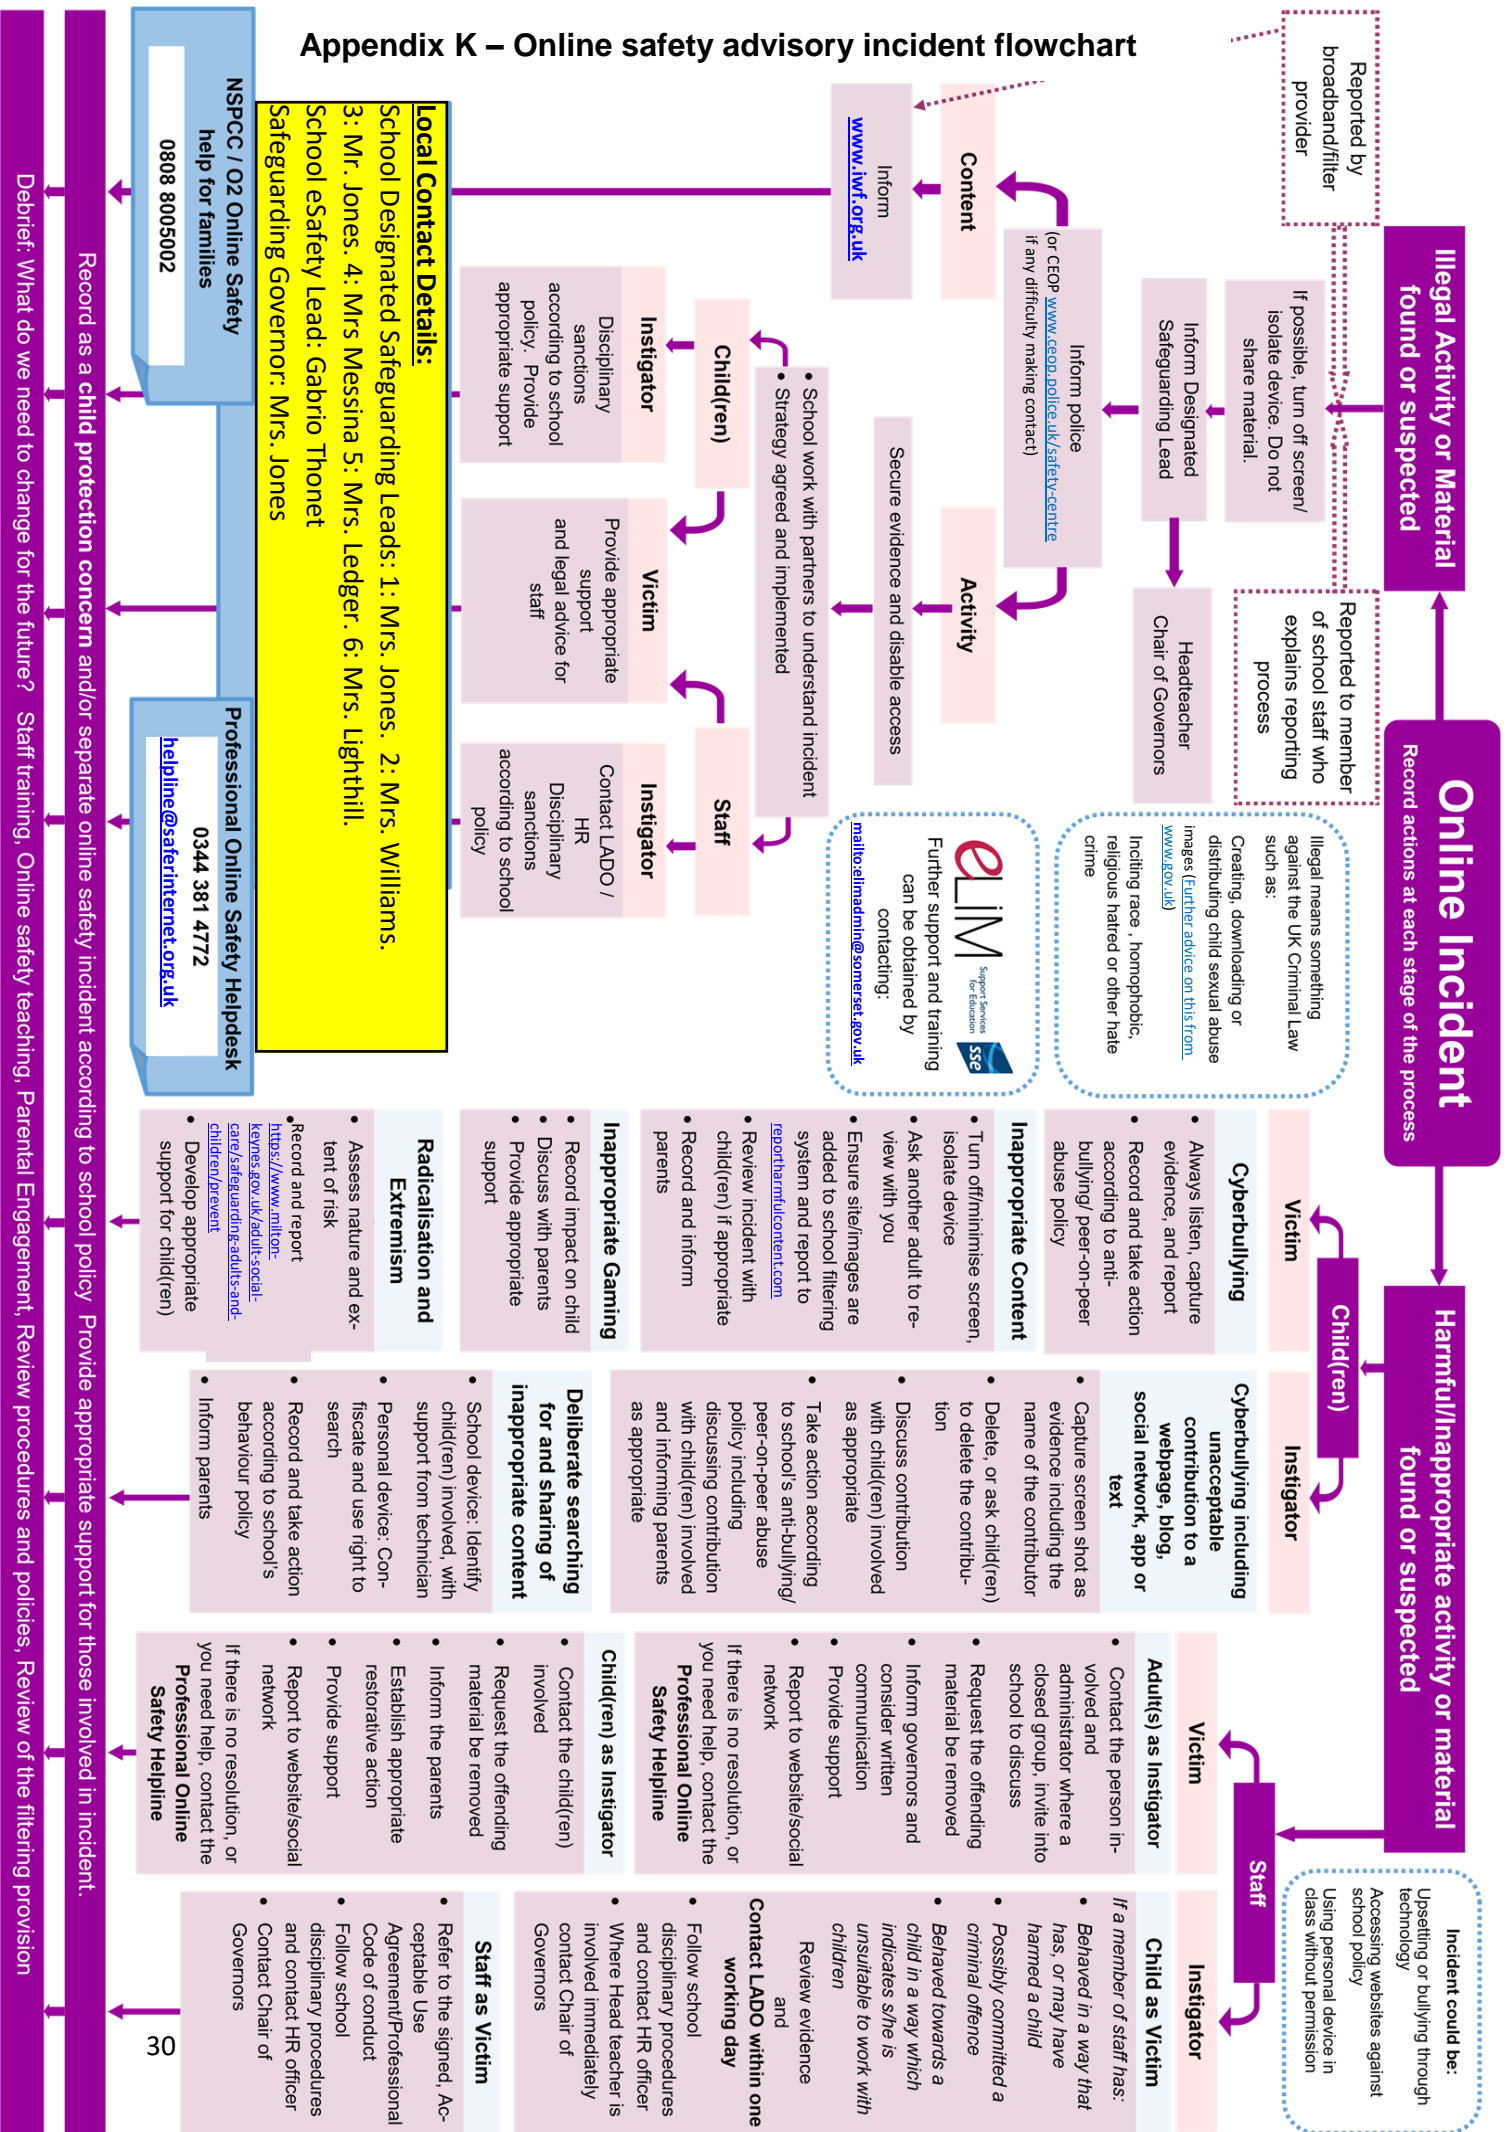 Appendix K – Online safety advisory incident flowchart
Online Incident
Record actions at each stage of the process
Illegal Activity or Material
found or suspected
Reported by
broadband/filter
provider
Reported to member
of school staff who
explains reporting
process
If possible, turn off screen/
isolate device. Do not
share material.
Inform Designated
Safeguarding Lead
Headteacher
Chair of Governors
Inform police
(or CEOP www.ceop.police.uk/safety-centre
if any difficulty making contact)
Content
Inform
www.iwf.org.uk
Activity
Secure evidence and disable access
• School work with partners to understand incident
• Strategy agreed and implemented
Child(ren)
Staff
Instigator
Disciplinary
sanctions
according to school
policy. Provide
appropriate support
Victim
Provide appropriate
support
and legal advice for
staff
Instigator
Contact LADO /
HR
Disciplinary
sanctions
according to school
policy
Illegal means something
against the UK Criminal Law
such as:
Creating, downloading or
distributing child sexual abuse
images (Further advice on this from
www.gov.uk)
Inciting race , homophobic,
religious hatred or other hate
crime
eLIM
Support Services
for Education
sse
Further support and training
can be obtained by
contacting:
mailto:elimadmin@somerset.gov.uk
Local Contact Details:
School Designated Safeguarding Leads: 1: Mrs. Jones. 2: Mrs. Williams.
3: Mr. Jones. 4: Mrs Messina 5: Mrs. Ledger. 6: Mrs. Lighthill.
School eSafety Lead: Gabrio Thonet
Safeguarding Governor: Mrs. Jones
NSPCC / O2 Online Safety
help for families
0808 8005002
Professional Online Safety Helpdesk
0344 381 4772
helpline@saferinternet.org.uk
Harmful/Inappropriate activity or material
found or suspected
Incident could be:
Upsetting or bullying through
technology
Accessing websites against
school policy
Using personal device in
class without permission
Child(ren)
Victim
Cyberbullying
• Always listen, capture
evidence, and report
• Record and take action
according to anti-
bullying/ peer-on-peer
abuse policy
Inappropriate Content
• Turn off/minimise screen,
isolate device
• Ask another adult to re-
view with you
• Ensure site/images are
added to school filtering
system and report to
reportharmfulcontent.com
• Review incident with
child(ren) if appropriate
• Record and inform
parents
Inappropriate Gaming
• Record impact on child
• Discuss with parents
• Provide appropriate
support
Radicalisation and
Extremism
• Assess nature and ex-
tent of risk
• Record and report
https://www.milton-
keynes.gov.uk/adult-social-
care/safeguarding-adults-and-
children/prevent
• Develop appropriate
support for child(ren)
Instigator
Cyberbullying including
unacceptable
contribution to a
webpage, blog,
social network, app or
text
• Capture screen shot as
evidence including the
name of the contributor
• Delete, or ask child(ren)
to delete the contribu-
tion
• Discuss contribution
with child(ren) involved
as appropriate
• Take action according
to school's anti-bullying/
peer-on-peer abuse
policy including
discussing contribution
with child(ren) involved
and informing parents
as appropriate
Deliberate searching
for and sharing of
inappropriate content
• School device: Identify
child(ren) involved, with
support from technician
• Personal device: Con-
fiscate and use right to
search
• Record and take action
according to school's
behaviour policy
• Inform parents
Staff
Victim
Adult(s) as Instigator
• Contact the person in-
volved and
administrator where a
closed group, invite into
school to discuss
• Request the offending
material be removed
• Inform governors and
consider written
communication
• Provide support
• Report to website/social
network
If there is no resolution, or
you need help, contact the
Professional Online
Safety Helpline
Child(ren) as Instigator
• Contact the child(ren)
involved
• Request the offending
material be removed
• Inform the parents
• Establish appropriate
restorative action
• Provide support
• Report to website/social
network
If there is no resolution, or
you need help, contact the
Professional Online
Safety Helpline
Instigator
Child as Victim
If a member of staff has:
• Behaved in a way that
has, or may have
harmed a child
• Possibly committed a
criminal offence
• Behaved towards a
child in a way which
indicates s/he is
unsuitable to work with
children
Review evidence
and
Contact LADO within one
working day
• Follow school
disciplinary procedures
and contact HR officer
• Where Head teacher is
involved immediately
contact Chair of
Governors
Staff as Victim
• Refer to the signed, Ac-
ceptable Use
Agreement/Professional
Code of conduct
• Follow school
disciplinary procedures
and contact HR officer
• Contact Chair of
Governors
Record as a child protection concern and/or separate online safety incident according to school policy Provide appropriate support for those involved in incident.
Debrief: What do we need to change for the future? Staff training, Online safety teaching, Parental Engagement, Review procedures and policies, Review of the filtering provision
30